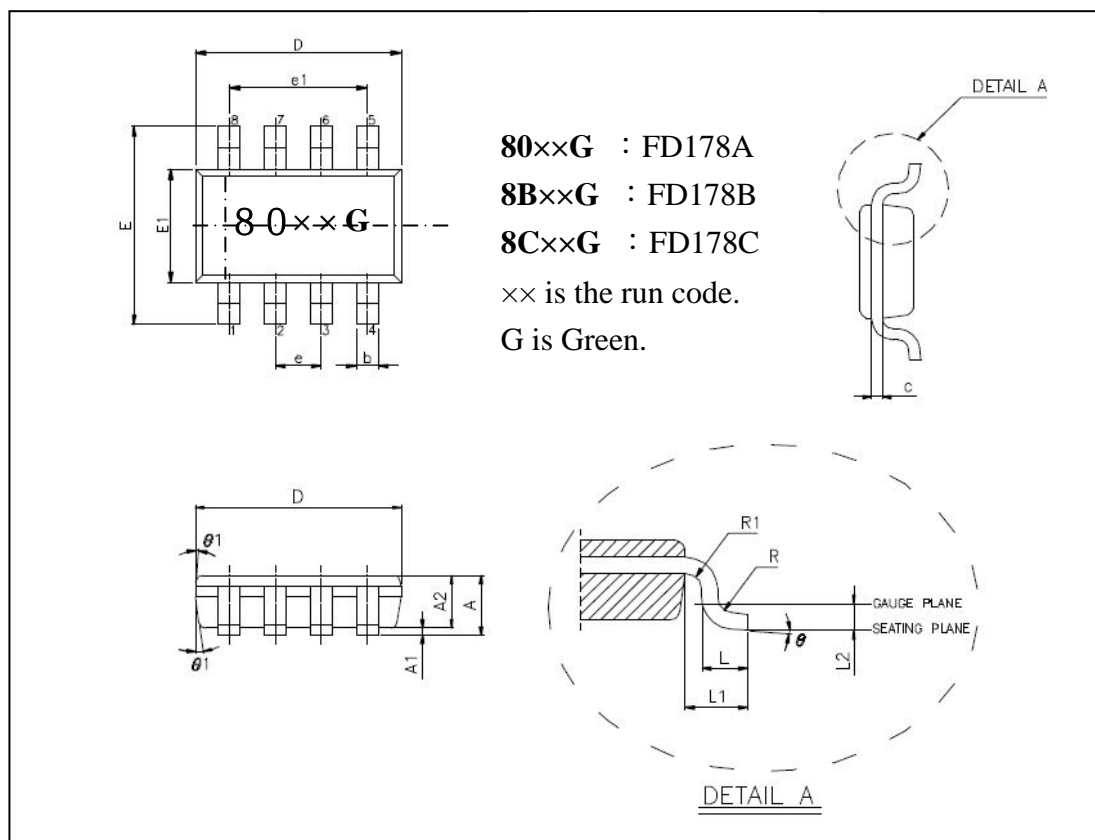 D
e1
8 7 6 5
E
E1
80××G
1 2 3 4
e
b
80××G ：FD178A
8B××G ：FD178B
8C××G ：FD178C
×× is the run code.
G is Green.
DETAIL A
c
D
θ1
θ1
A2
A
A1
R1
R
GAUGE PLANE
SEATING PLANE
θ
L2
L
L1
DETAIL A